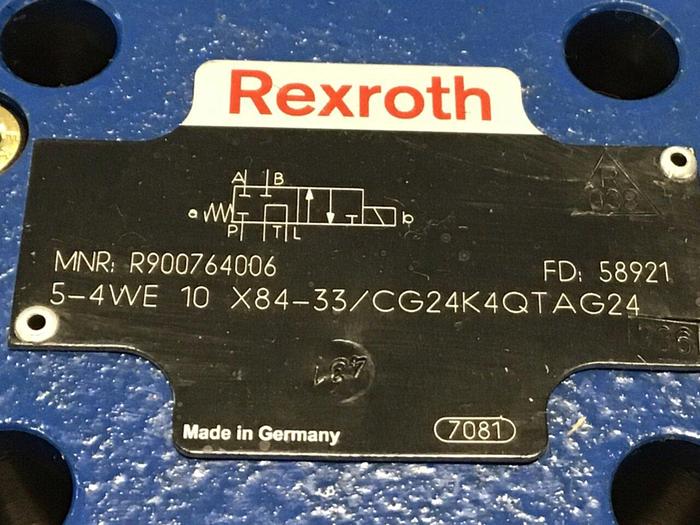 Rexroth
A B
a b
P T L
MNR: R900764006 FD: 58921
5-4WE 10 X84-33/CG24K4QTAG24
Made in Germany 7081